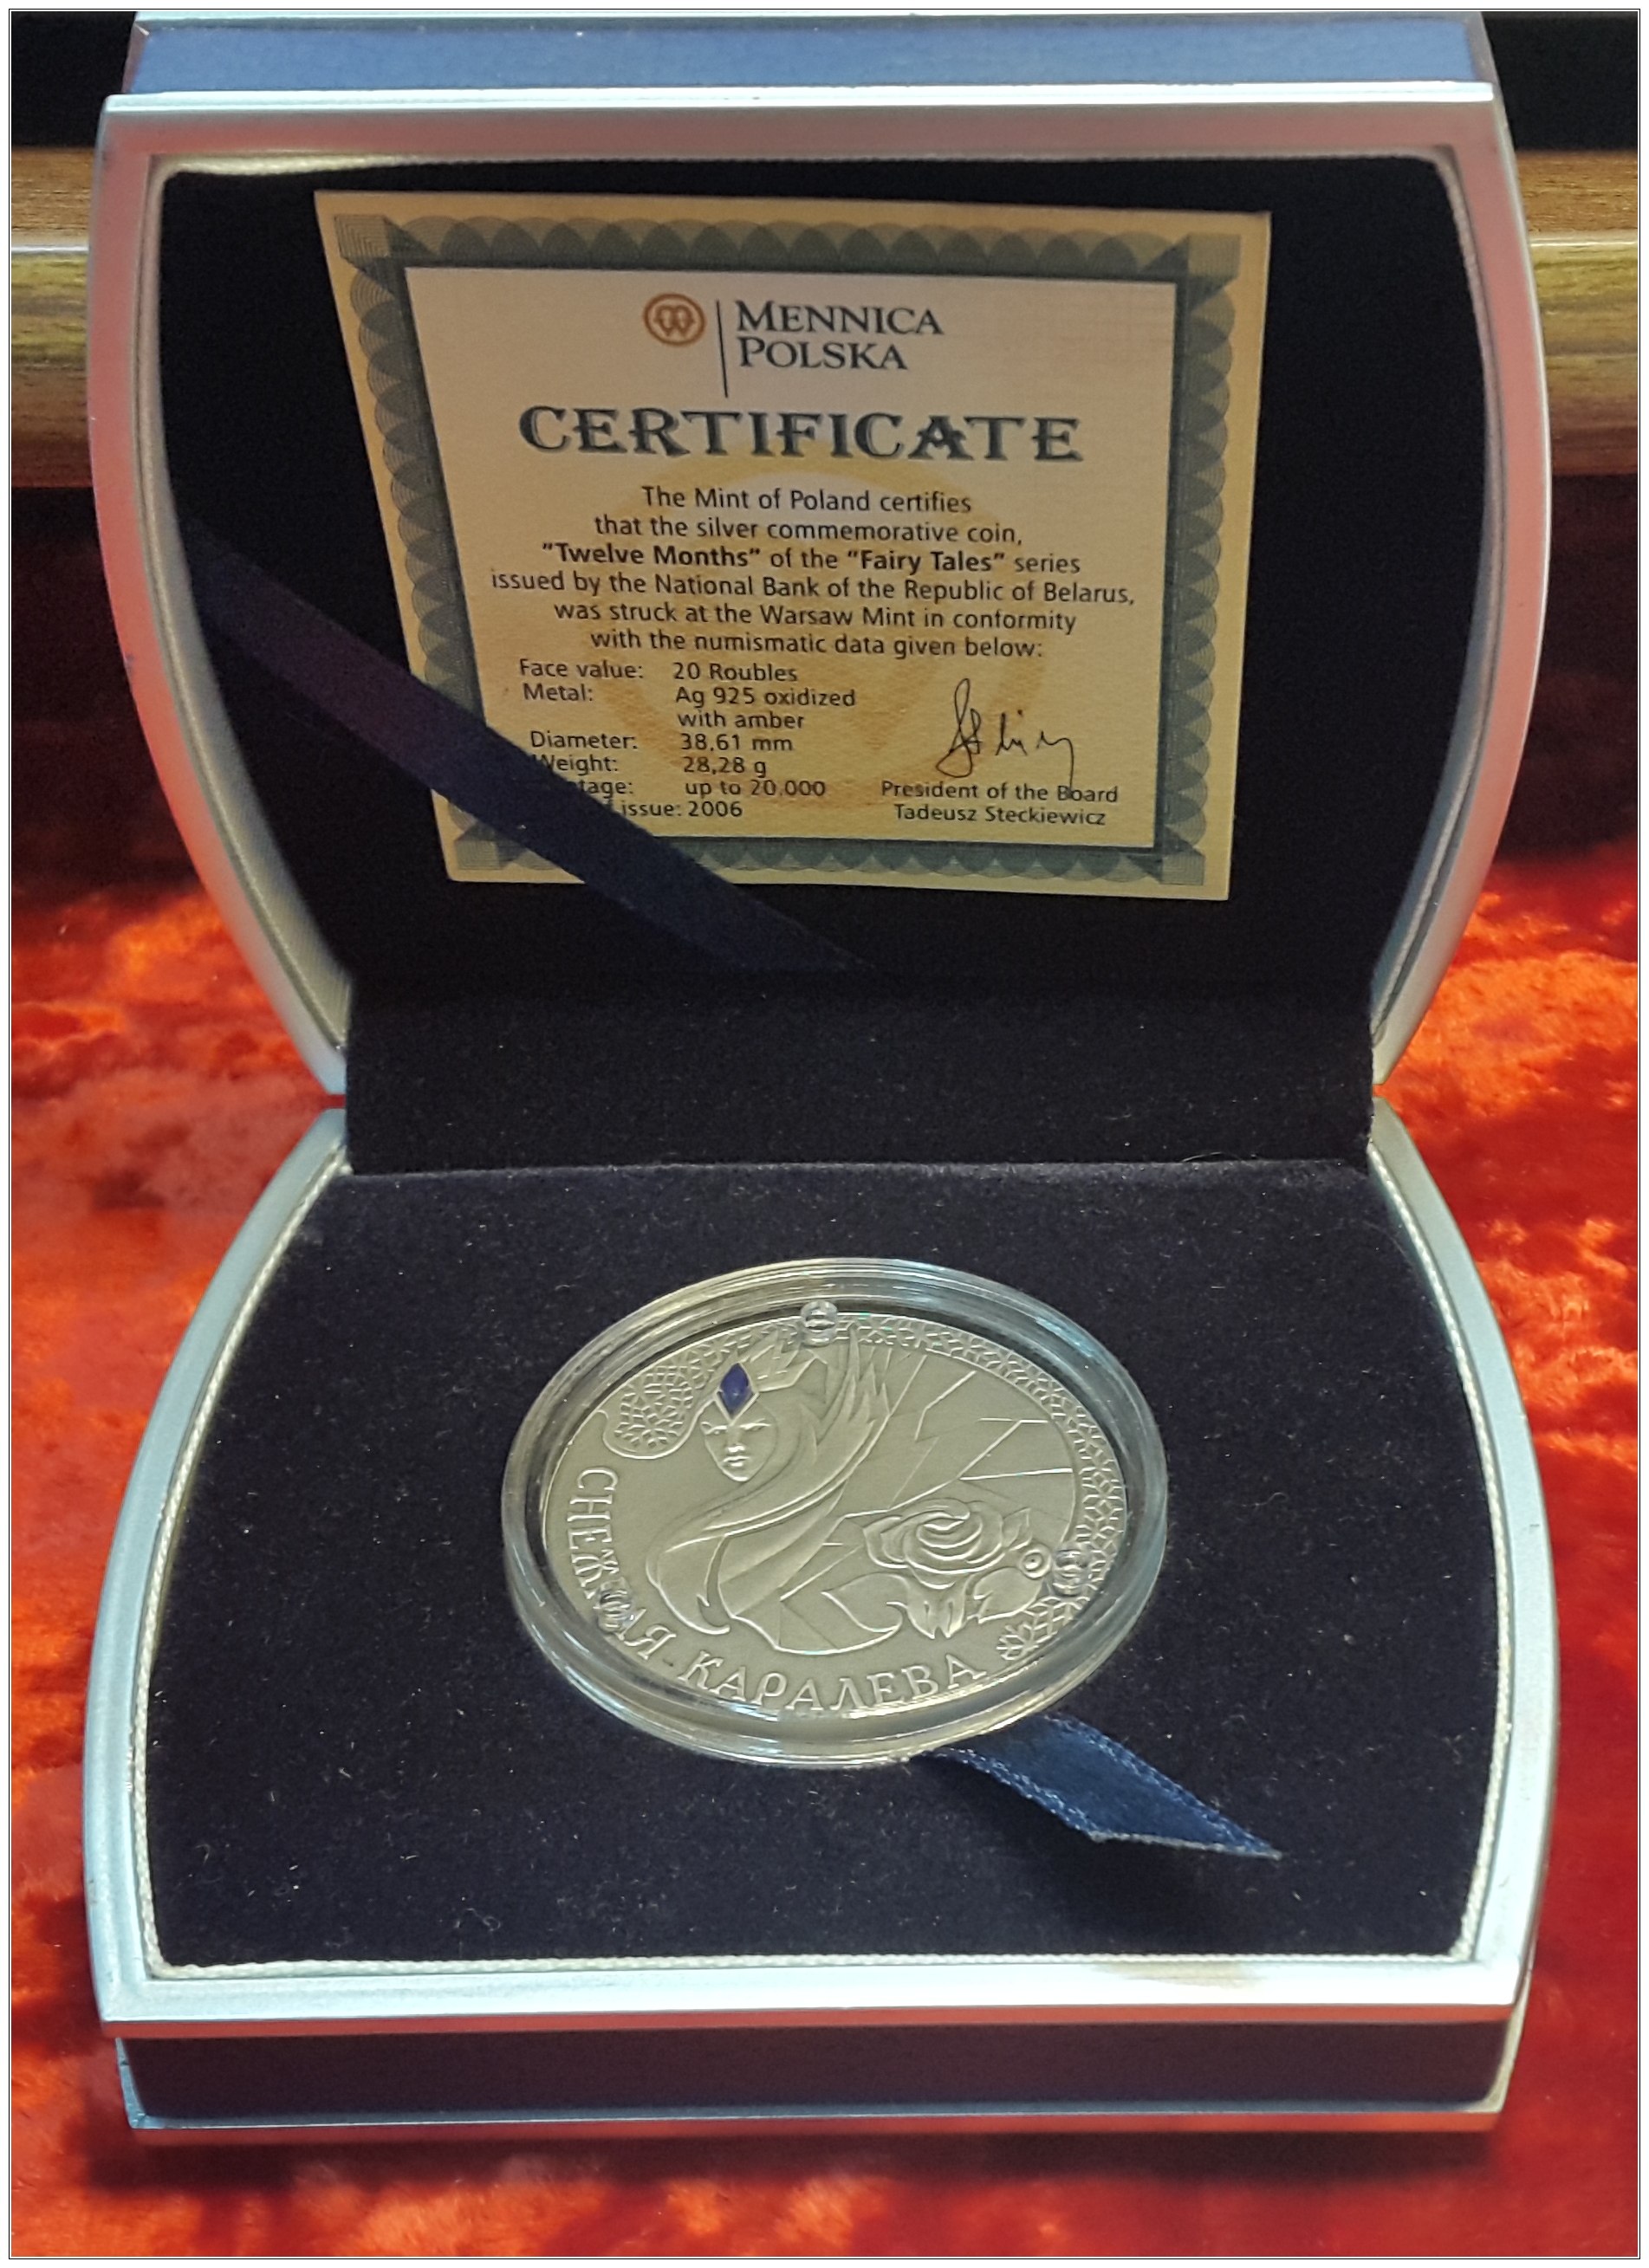 MENNICA
POLSKA
CERTIFICATE
The Mint of Poland certifies
that the silver commemorative coin,
“Twelve Months” of the “Fairy Tales” series
issued by the National Bank of the Republic of Belarus,
was struck at the Warsaw Mint in conformity
with the numismatic data given below:
Face value: 20 Roubles
Metal: Ag 925 oxidized
with amber
Diameter: 38,61 mm
Weight: 28,28 g
up to 20.000
issue: 2006
President of the Board
Tadeusz Steckiewicz
КАРАЛЕВА